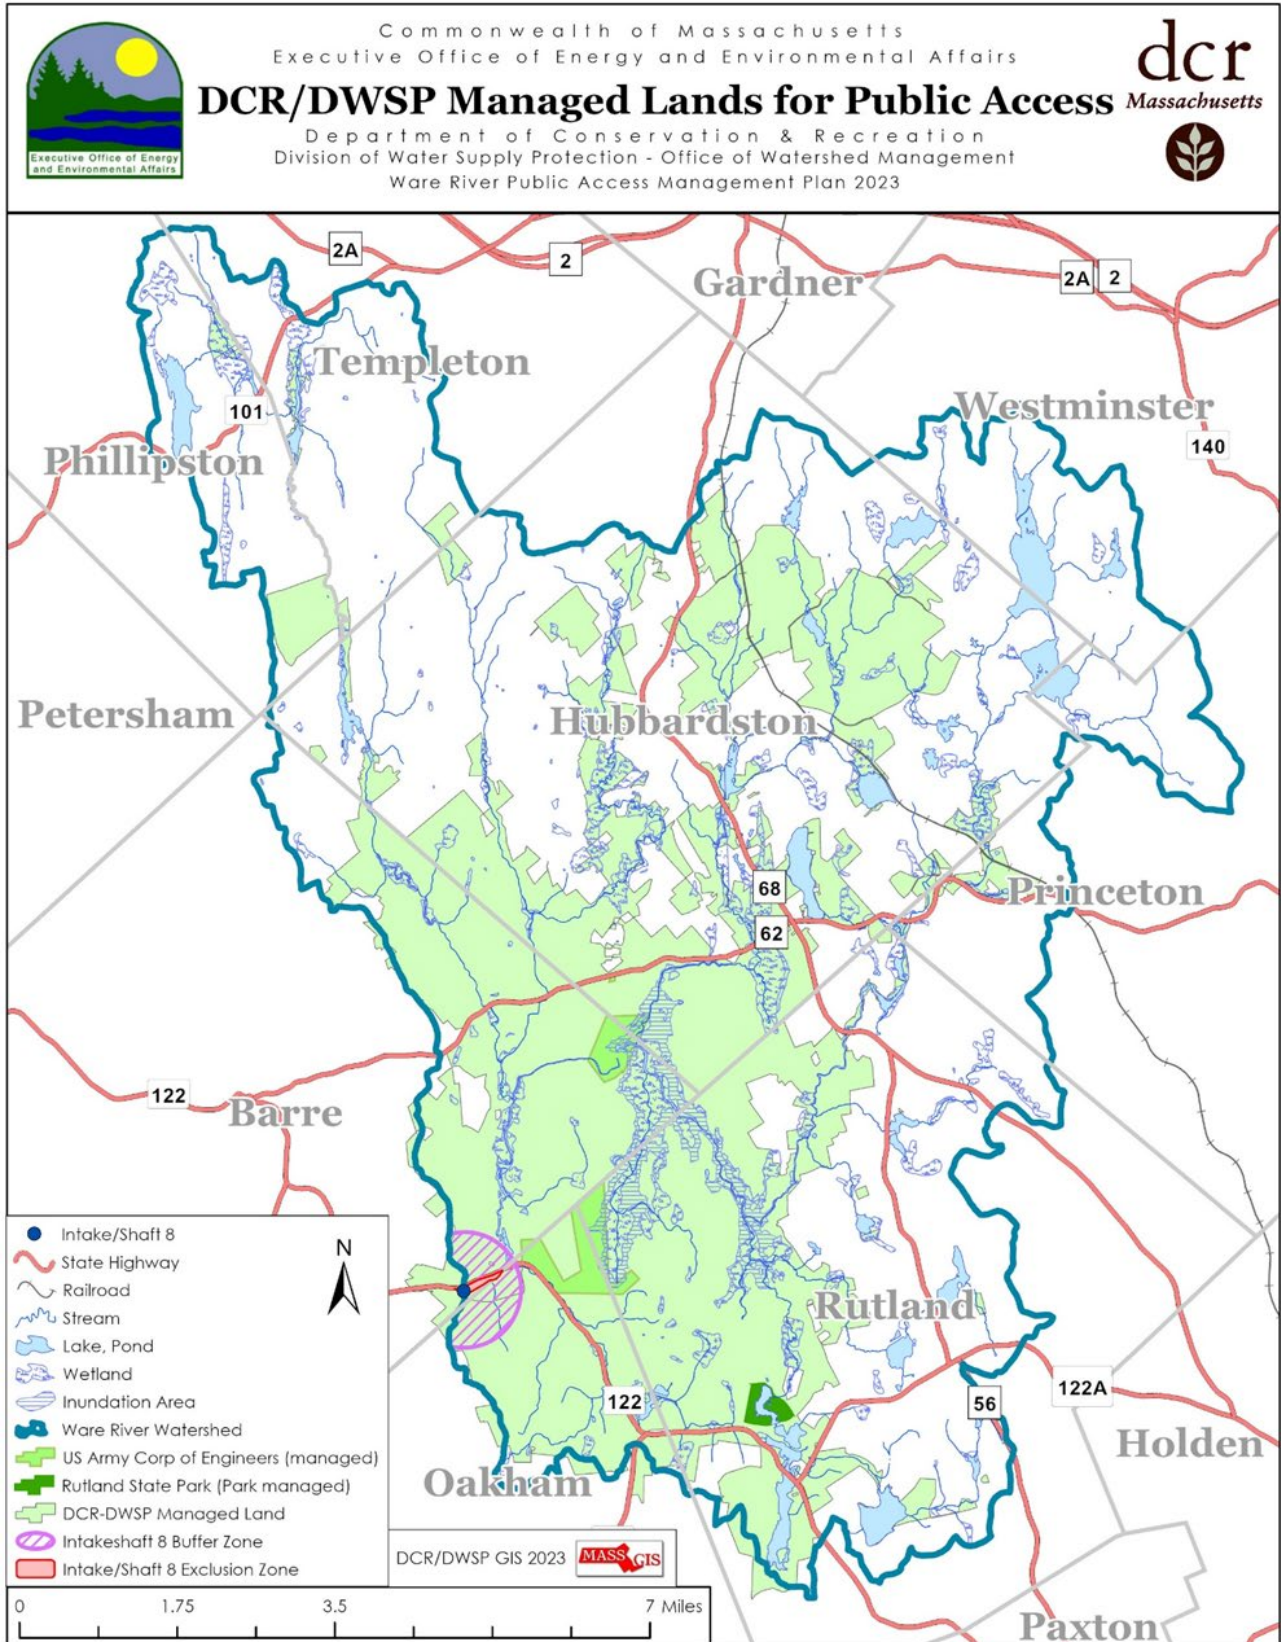 Commonwealth of Massachusetts
Executive Office of Energy and Environmental Affairs
DCR/DWSP Managed Lands for Public Access
Department of Conservation & Recreation
Division of Water Supply Protection - Office of Watershed Management
Ware River Public Access Management Plan 2023
Executive Office of Energy
and Environmental Affairs
dcr
Massachusetts
2A
2
Gardner
2A
2
Templeton
101
Westminster
140
Phillipston
Petersham
Hubbardston
68
Princeton
62
122
Barre
Rutland
122
56
122A
Holden
Oakham
Paxton
Intake/Shaft 8
State Highway
Railroad
Stream
Lake, Pond
Wetland
Inundation Area
Ware River Watershed
US Army Corp of Engineers (managed)
Rutland State Park (Park managed)
DCR-DWSP Managed Land
Intakeshaft 8 Buffer Zone
Intake/Shaft 8 Exclusion Zone
N
DCR/DWSP GIS 2023
MASS GIS
0 1.75 3.5 7 Miles